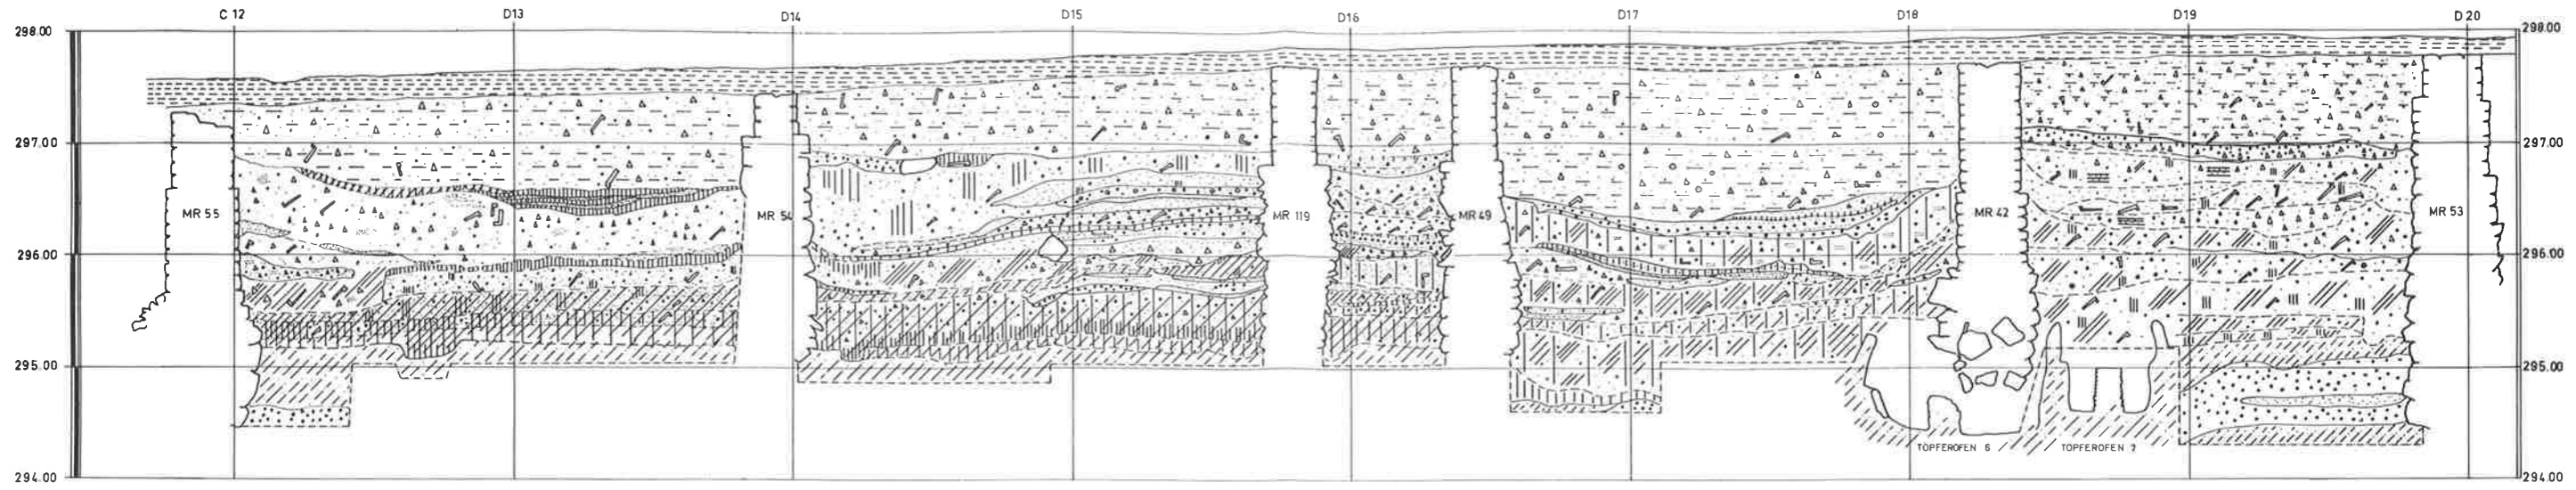 C 12 D13 D14 D15 D16 D17 D18 D19 D 20
298.00 298.00
297.00 297.00
MR 55 MR 54 MR 119 MR 49 MR 42 MR 53
296.00 296.00
295.00 295.00
TOPFEROFEN 6 TOPFEROFEN 7
294.00 294.00